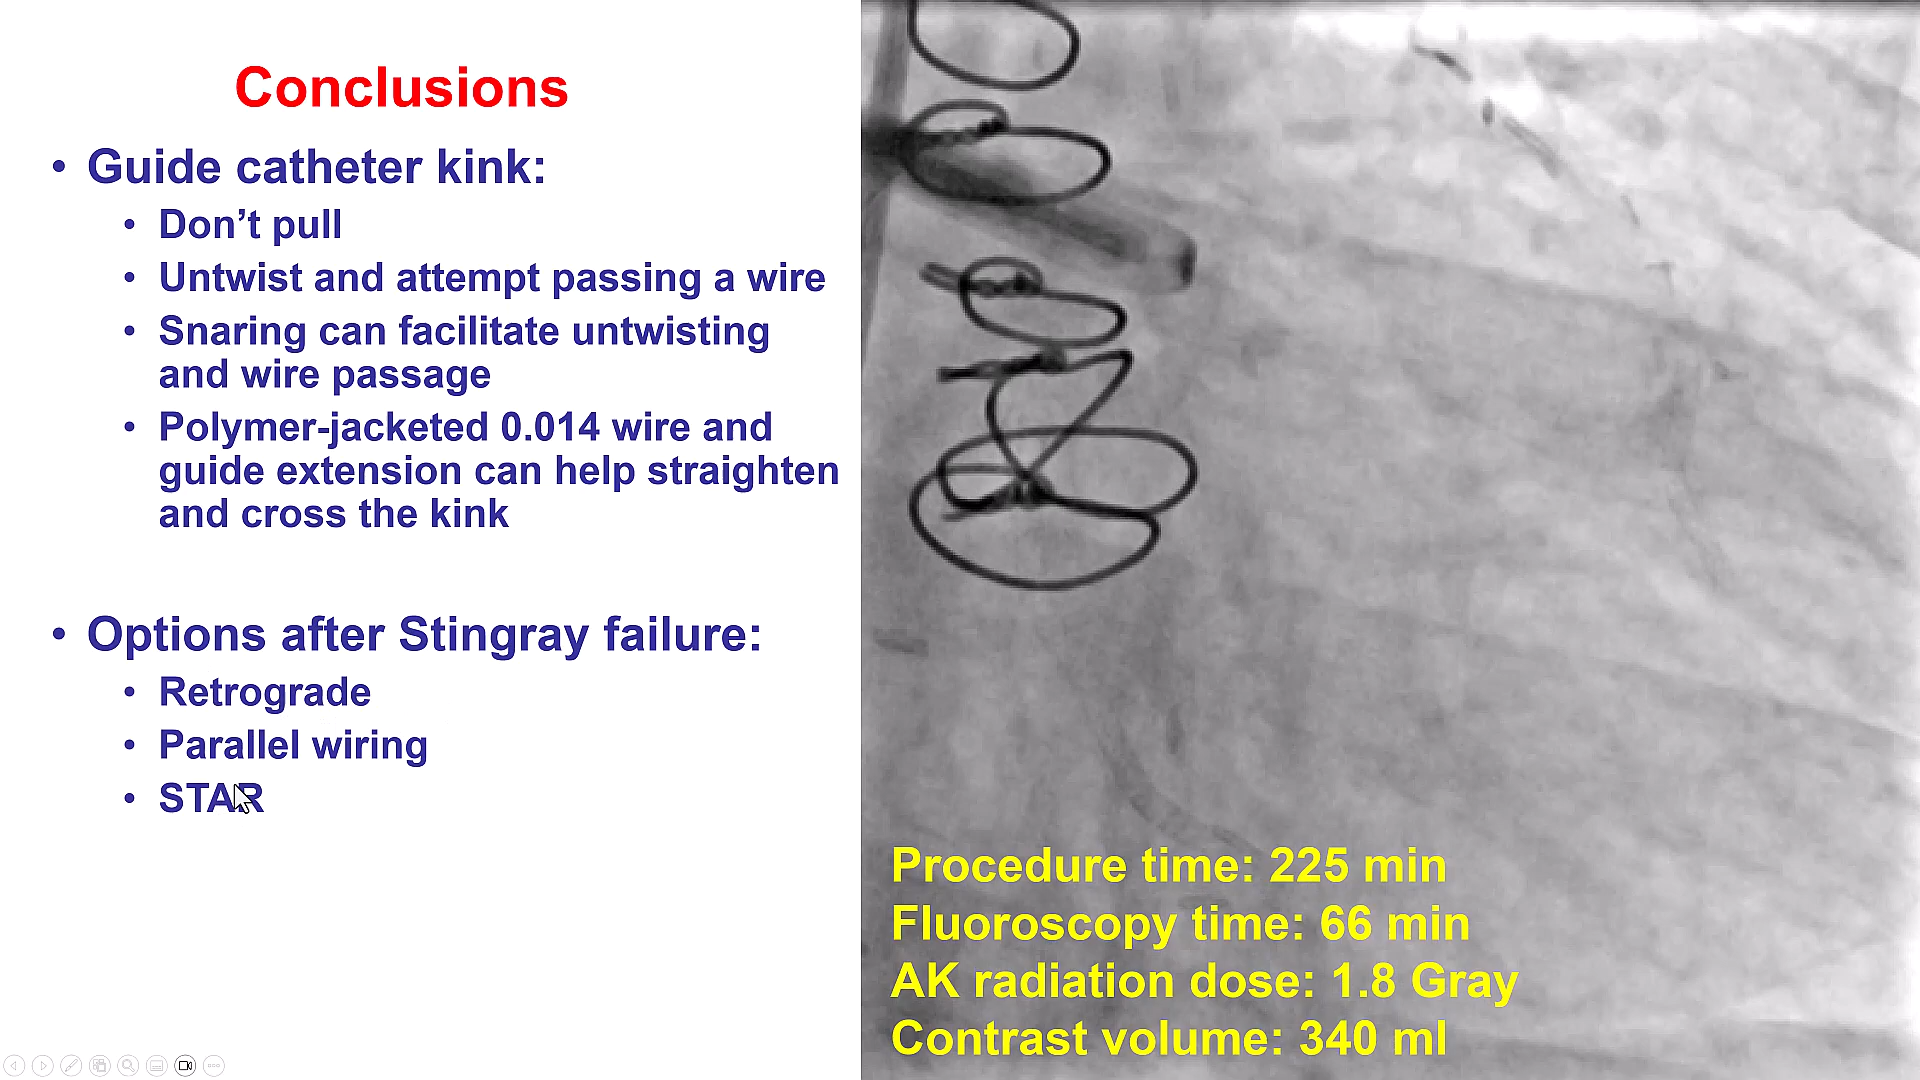 Conclusions
• Guide catheter kink:
• Don’t pull
• Untwist and attempt passing a wire
• Snaring can facilitate untwisting
and wire passage
• Polymer-jacketed 0.014 wire and
guide extension can help straighten
and cross the kink
• Options after Stingray failure:
• Retrograde
• Parallel wiring
• STAR
Procedure time: 225 min
Fluoroscopy time: 66 min
AK radiation dose: 1.8 Gray
Contrast volume: 340 ml